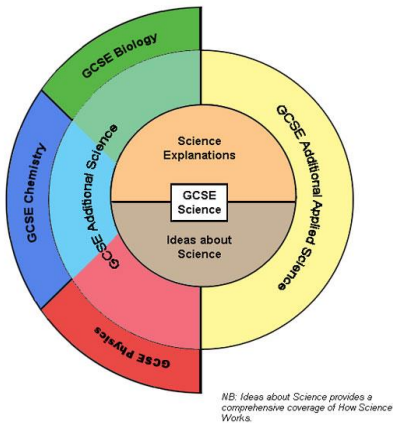 GCSE Biology
GCSE Chemistry
GCSE Physics
GCSE Additional Science
GCSE Additional Applied Science
Science
Explanations
GCSE
Science
Ideas about
Science
NB: Ideas about Science provides a
comprehensive coverage of How Science
Works.